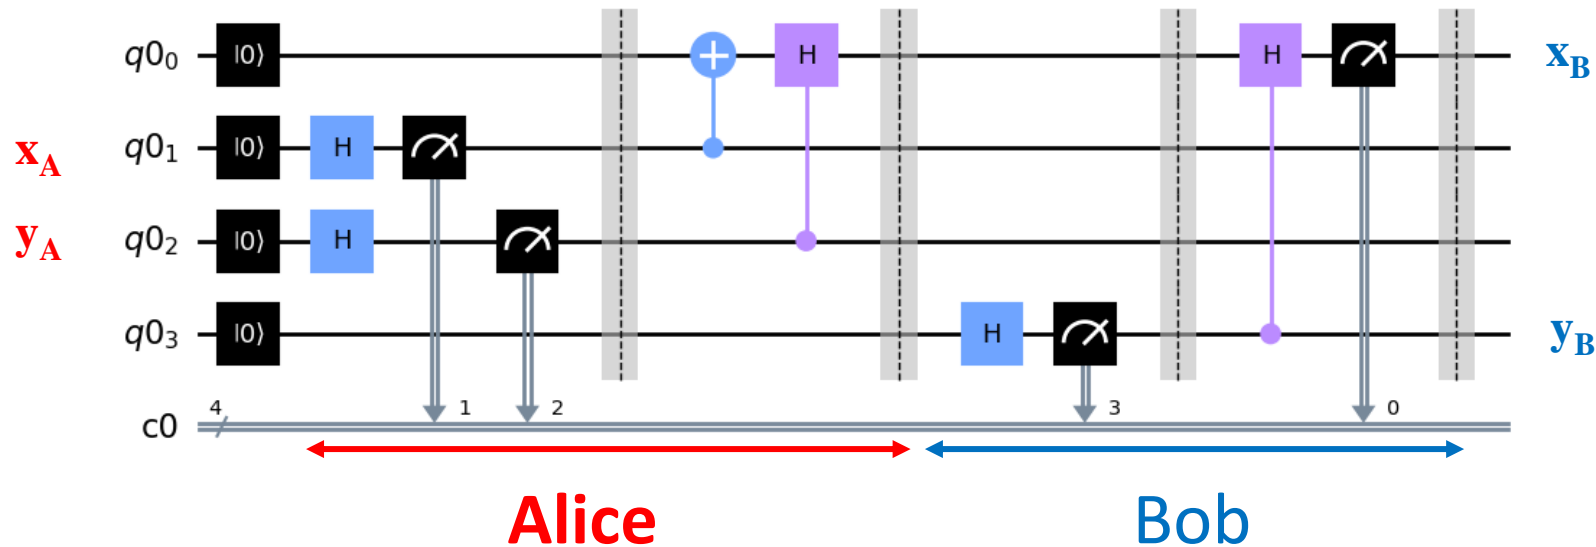 q0₀ |0⟩ H H x_B
x_A q0₁ |0⟩ H
y_A q0₂ |0⟩ H
q0₃ |0⟩ H y_B
c0 4 1 2 3 0
Alice Bob